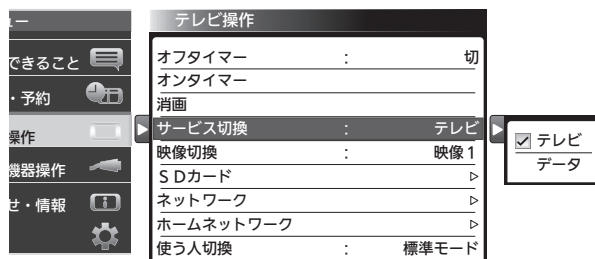 ュー
できること
・予約
操作
機器操作
せ・情報
テレビ操作
オフタイマー : 切
オンタイマー
消画
サービス切換 : テレビ
映像切換 : 映像1
SDカード
ネットワーク
ホームネットワーク
使う人切換 : 標準モード
テレビ
データ